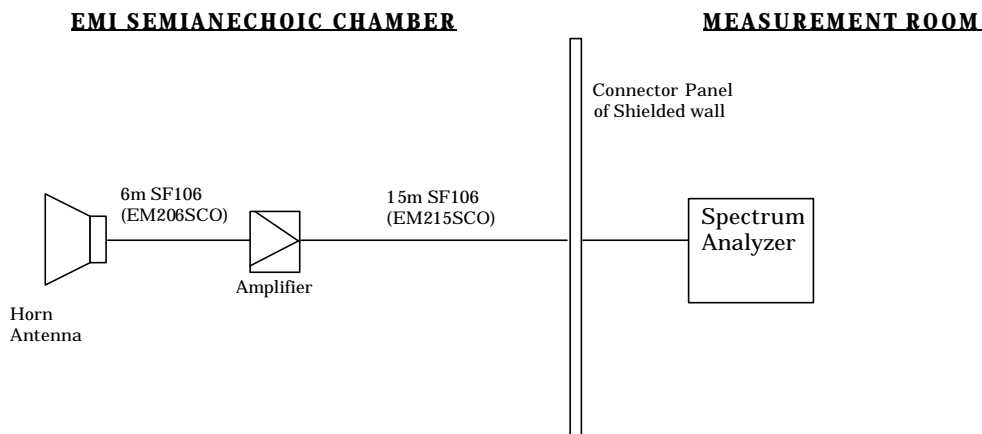 EMI SEMIANECHOIC CHAMBER
MEASUREMENT ROOM
Connector Panel
of Shielded wall
6m SF106
(EM206SCO)
15m SF106
(EM215SCO)
Spectrum
Analyzer
Amplifier
Horn
Antenna